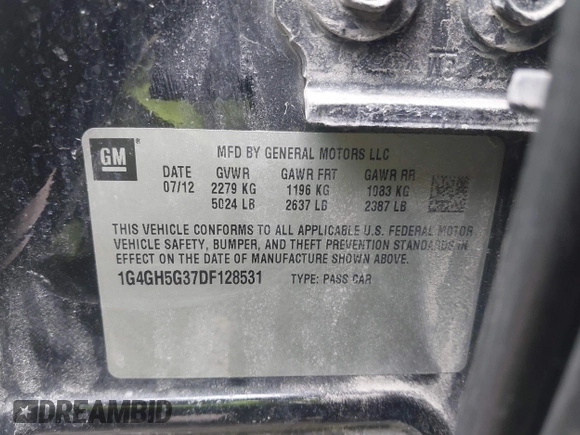 GM
MFD BY GENERAL MOTORS LLC
DATE GVWR GAWR FRT GAWR RR
07/12 2279 KG 1196 KG 1083 KG
5024 LB 2637 LB 2387 LB
THIS VEHICLE CONFORMS TO ALL APPLICABLE U.S. FEDERAL MOTOR
VEHICLE SAFETY, BUMPER, AND THEFT PREVENTION STANDARDS IN
EFFECT ON THE DATE OF MANUFACTURE SHOWN ABOVE.
1G4GH5G37DF128531 TYPE: PASS CAR
DREAMBID